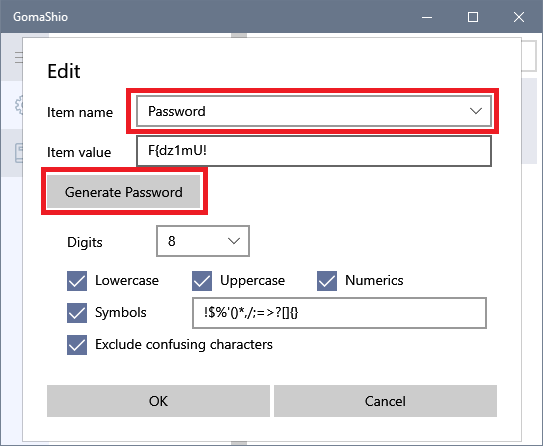 GomaShio
Edit
Item name Password
Item value F{dz1mU!
Generate Password
Digits 8
Lowercase Uppercase Numerics
Symbols !$%'()*,/;=>?[]{}
Exclude confusing characters
OK Cancel